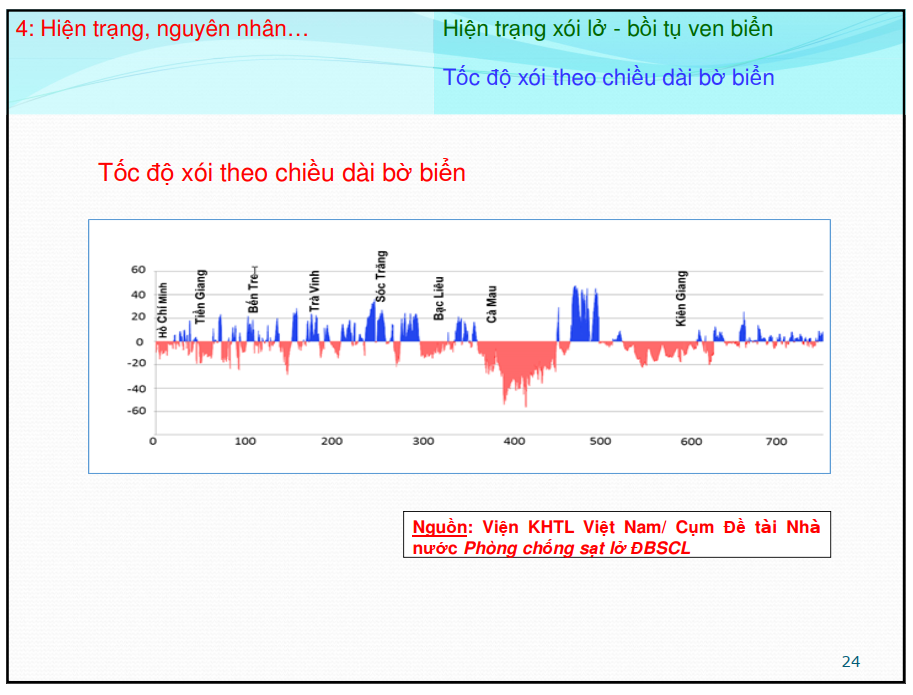 4: Hiện trạng, nguyên nhân…
Hiện trạng xói lở - bồi tụ ven biển
Tốc độ xói theo chiều dài bờ biển
Tốc độ xói theo chiều dài bờ biển
60
40
20
0
-20
-40
-60
Hồ Chí Minh
Tiền Giang
Bến Tre
Trà Vinh
Sóc Trăng
Bạc Liêu
Cà Mau
Kiên Giang
0 100 200 300 400 500 600 700
Nguồn: Viện KHTL Việt Nam/ Cụm Đề tài Nhà
nước Phòng chống sạt lở ĐBSCL
24